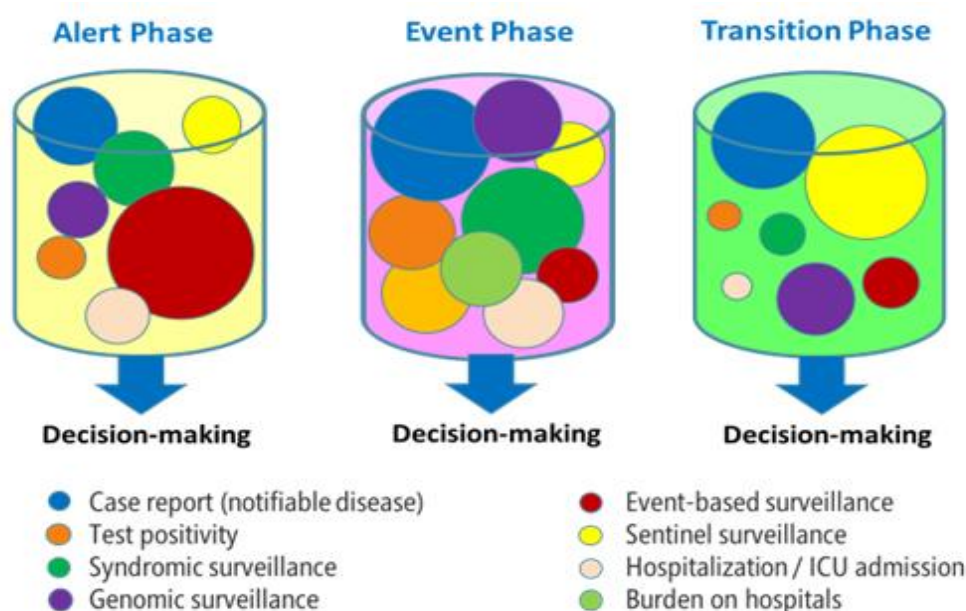 Alert Phase
Event Phase
Transition Phase
Decision-making
Decision-making
Decision-making
Case report (notifiable disease)
Test positivity
Syndromic surveillance
Genomic surveillance
Event-based surveillance
Sentinel surveillance
Hospitalization / ICU admission
Burden on hospitals